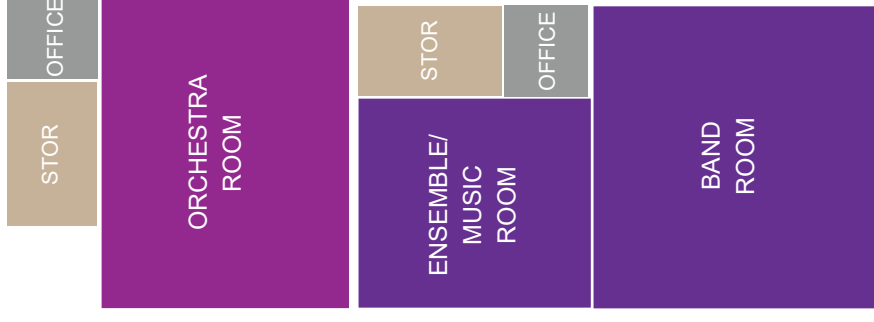 OFFICE
STOR
ORCHESTRA
ROOM
STOR
OFFICE
ENSEMBLE/
MUSIC
ROOM
BAND
ROOM